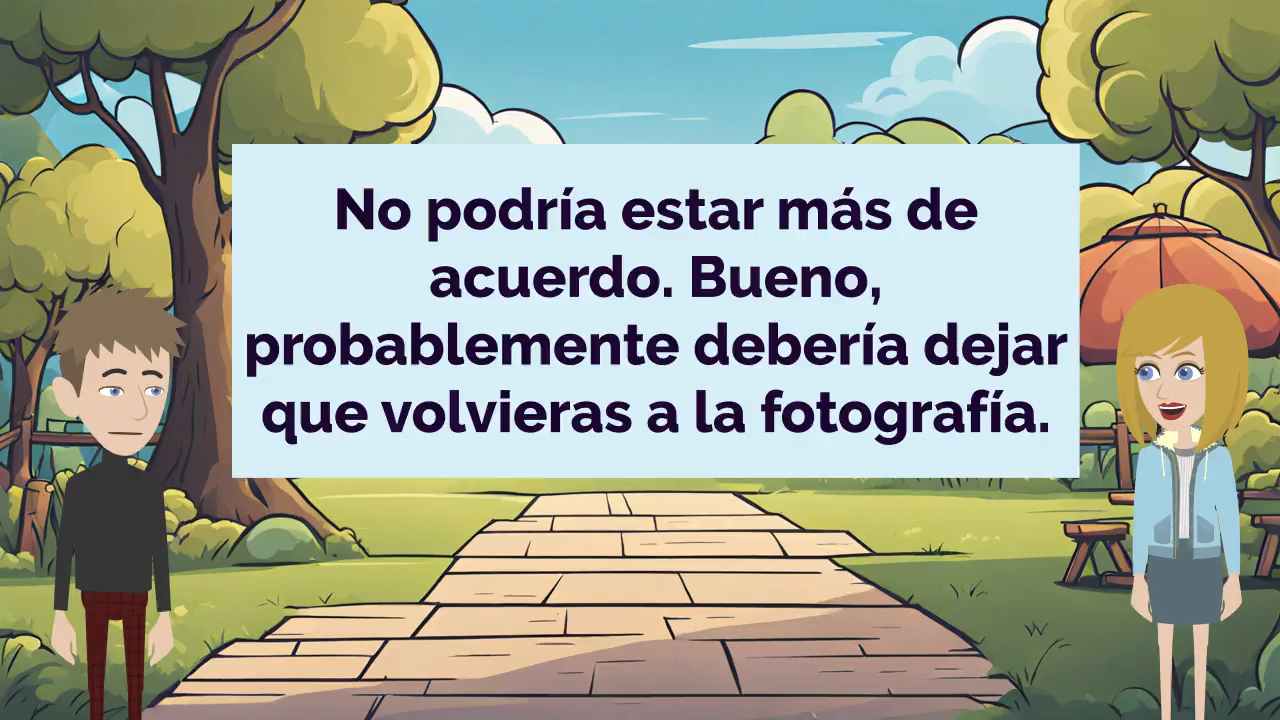 No podría estar más de
acuerdo. Bueno,
probablemente debería dejar
que volvieras a la fotografía.